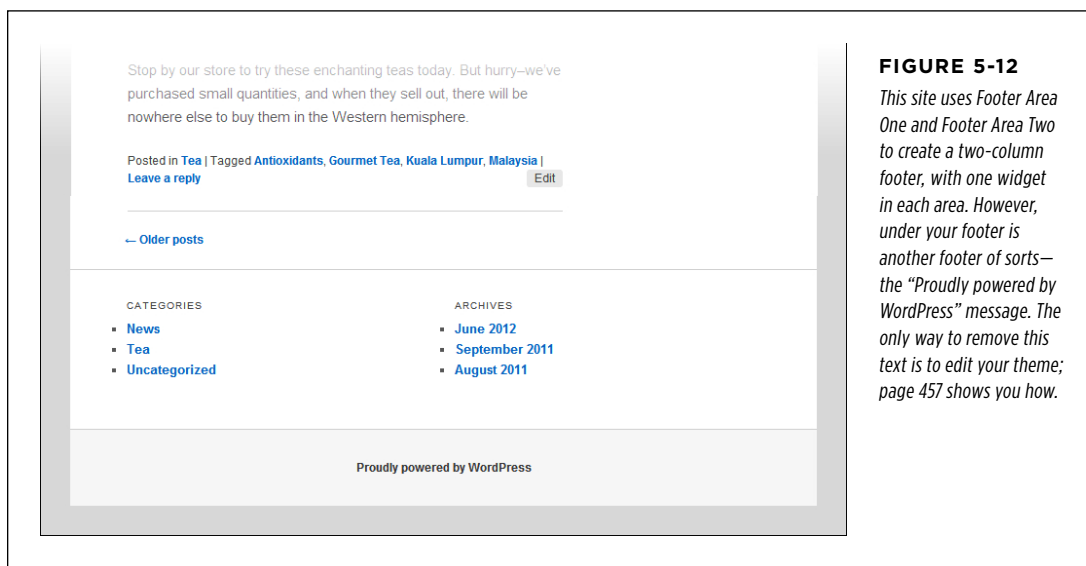 Stop by our store to try these enchanting teas today. But hurry–we've
purchased small quantities, and when they sell out, there will be
nowhere else to buy them in the Western hemisphere.
Posted in Tea | Tagged Antioxidants, Gourmet Tea, Kuala Lumpur, Malaysia |
Leave a reply
Edit
← Older posts
CATEGORIES
▪ News
▪ Tea
▪ Uncategorized
ARCHIVES
▪ June 2012
▪ September 2011
▪ August 2011
Proudly powered by WordPress
FIGURE 5-12
This site uses Footer Area
One and Footer Area Two
to create a two-column
footer, with one widget
in each area. However,
under your footer is
another footer of sorts—
the “Proudly powered by
WordPress” message. The
only way to remove this
text is to edit your theme;
page 457 shows you how.